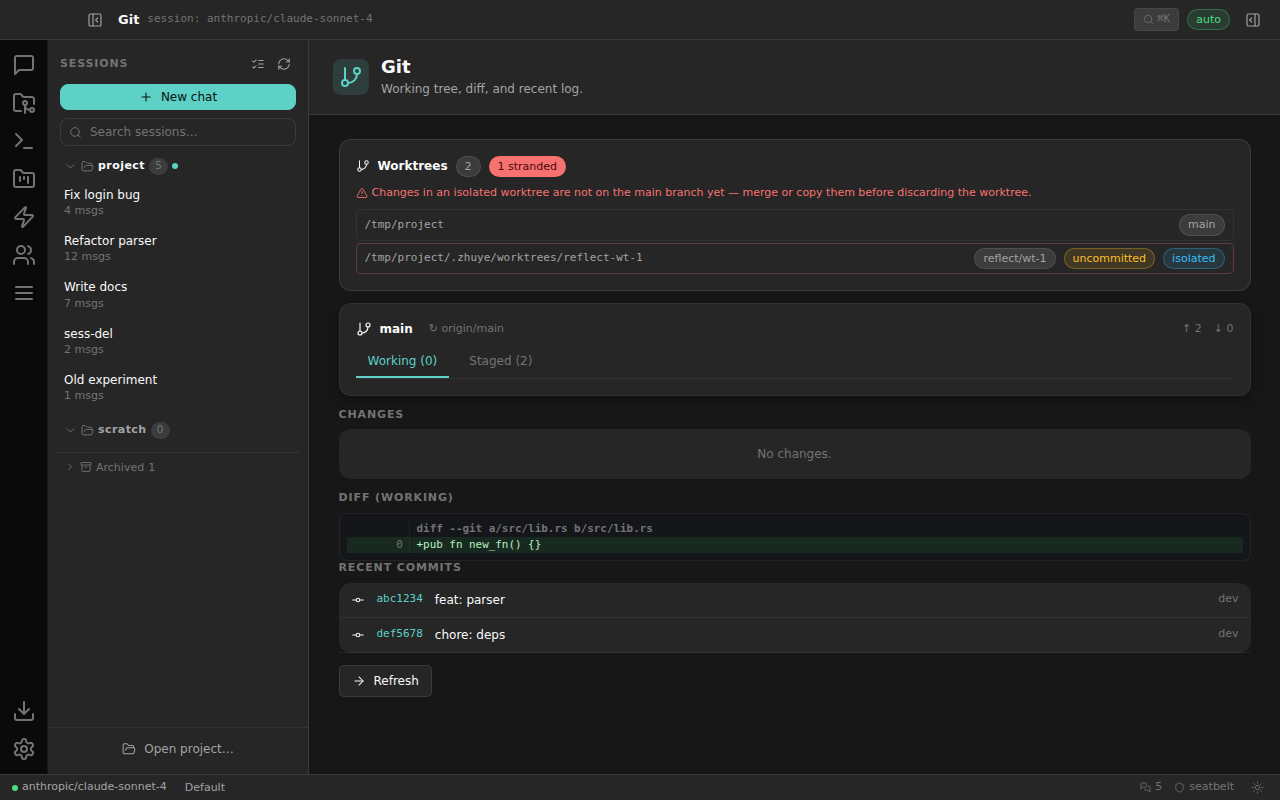 Git session: anthropic/claude-sonnet-4 ⌘K auto
SESSIONS
New chat
Search sessions…
project 5
Fix login bug
4 msgs
Refactor parser
12 msgs
Write docs
7 msgs
sess-del
2 msgs
Old experiment
1 msgs
scratch 0
Archived 1
Open project…
Git
Working tree, diff, and recent log.
Worktrees 2 1 stranded
Changes in an isolated worktree are not on the main branch yet — merge or copy them before discarding the worktree.
/tmp/project main
/tmp/project/.zhuye/worktrees/reflect-wt-1 reflect/wt-1 uncommitted isolated
main ↻ origin/main ↑ 2 ↓ 0
Working (0) Staged (2)
CHANGES
No changes.
DIFF (WORKING)
diff --git a/src/lib.rs b/src/lib.rs
0 +pub fn new_fn() {}
RECENT COMMITS
abc1234 feat: parser dev
def5678 chore: deps dev
Refresh
anthropic/claude-sonnet-4 Default 5 seatbelt